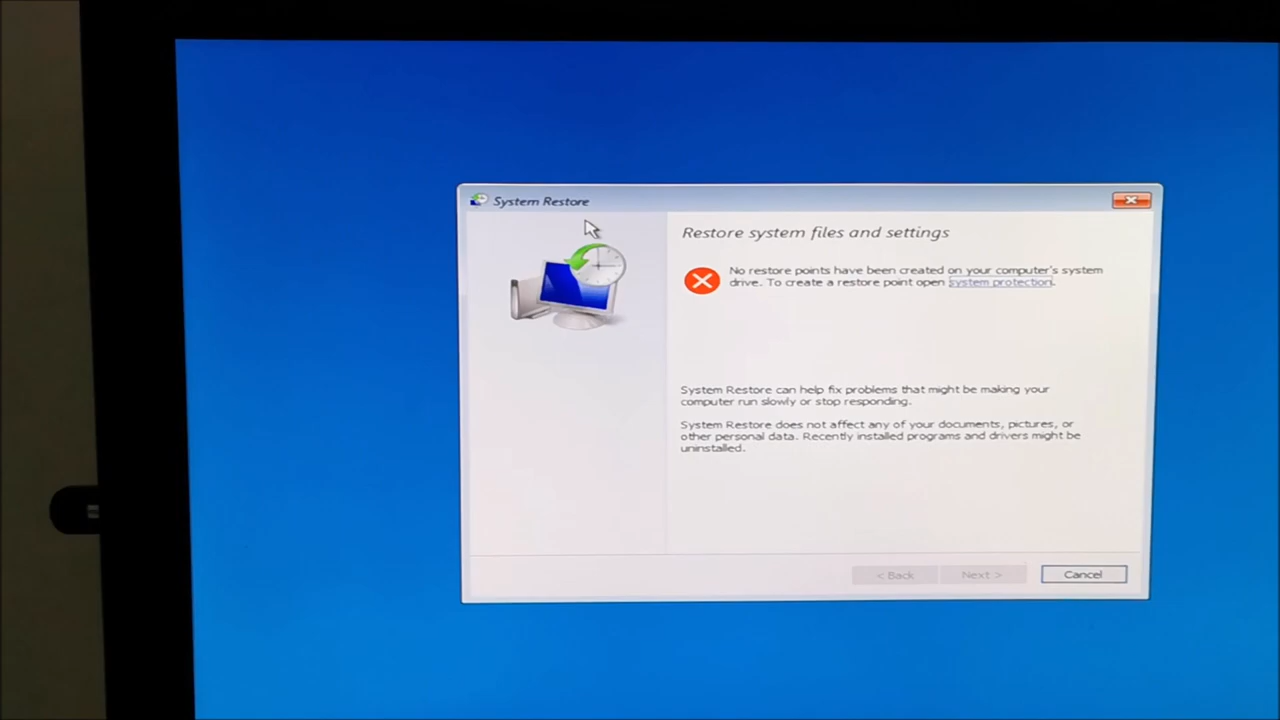 System Restore
Restore system files and settings
No restore points have been created on your computer's system
drive. To create a restore point open system protection.
System Restore can help fix problems that might be making your
computer run slowly or stop responding.
System Restore does not affect any of your documents, pictures, or
other personal data. Recently installed programs and drivers might be
uninstalled.
< Back Next > Cancel